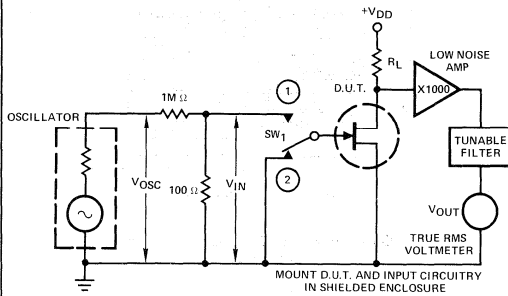 +VDD
RL
LOW NOISE
AMP
D.U.T.
X1000
1M Ω
1
OSCILLATOR
SW1
TUNABLE
FILTER
VOSC
100 Ω
VIN
2
VOUT
TRUE RMS
VOLTMETER
MOUNT D.U.T. AND INPUT CIRCUITRY
IN SHIELDED ENCLOSURE